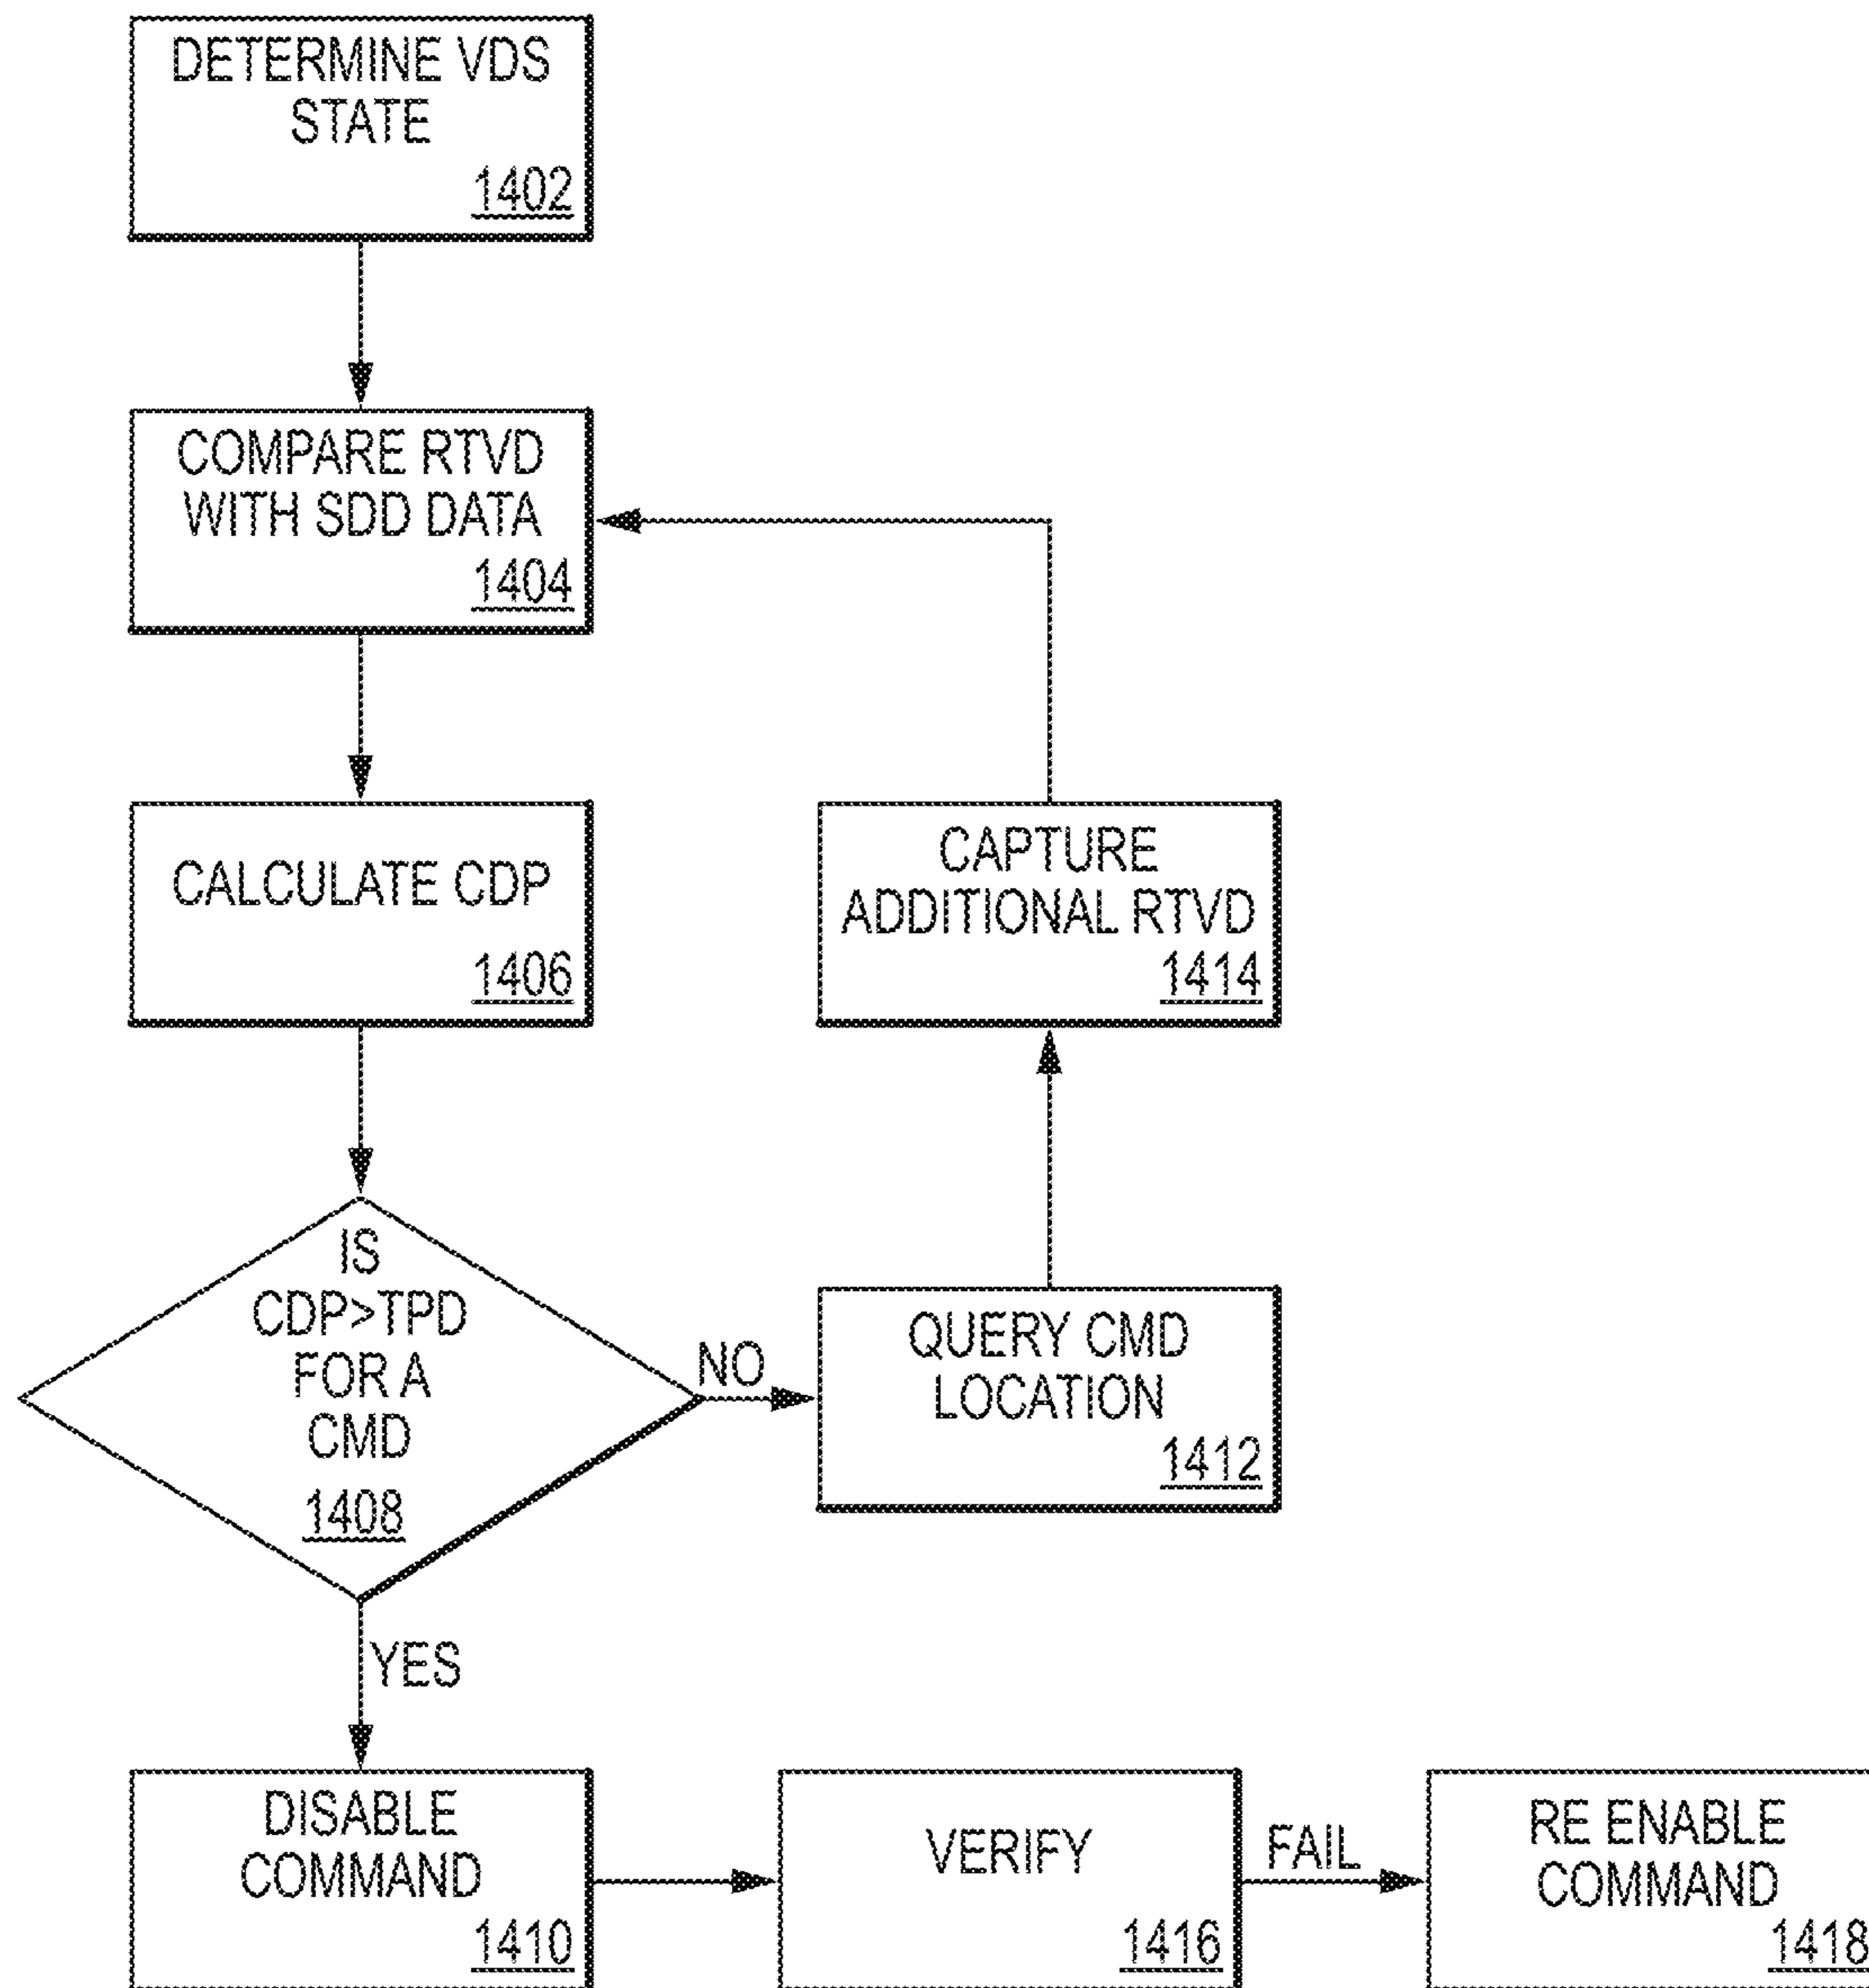 DETERMINE VDS
STATE
1402
COMPARE RTVD
WITH SDD DATA
1404
CALCULATE CDP
1406
CAPTURE
ADDITIONAL RTVD
1414
IS
CDP>TPD
FOR A
CMD
1408
NO
QUERY CMD
LOCATION
1412
YES
DISABLE
COMMAND
1410
VERIFY
1416
FAIL
RE ENABLE
COMMAND
1418